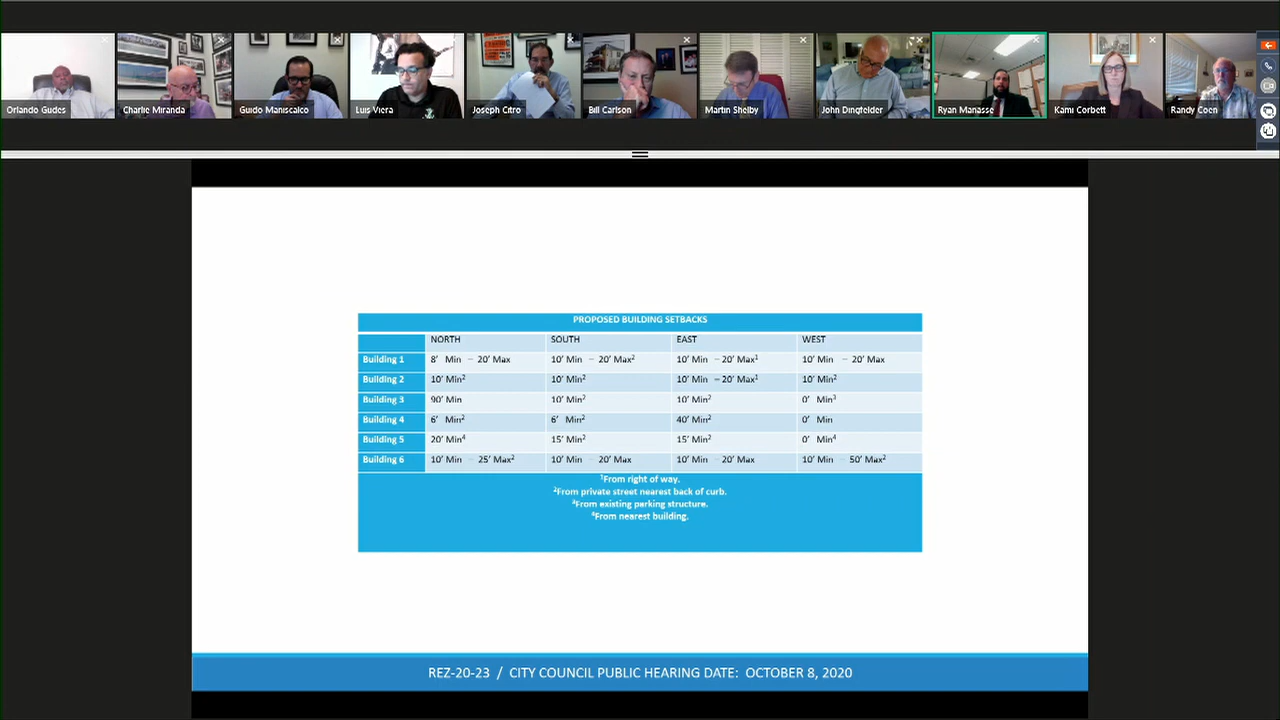 Orlando Gudes
Charlie Miranda
Guido Maniscalco
Luis Viera
Joseph Citro
Bill Carlson
Martin Shelby
John Dingfelder
Ryan Manasse
Kami Corbett
Randy Coen
PROPOSED BUILDING SETBACKS
NORTH SOUTH EAST WEST
Building 1 8' Min – 20' Max 10' Min – 20' Max² 10' Min – 20' Max¹ 10' Min – 20' Max
Building 2 10' Min² 10' Min² 10' Min – 20' Max¹ 10' Min²
Building 3 90' Min 10' Min² 10' Min² 0' Min³
Building 4 6' Min² 6' Min² 40' Min² 0' Min
Building 5 20' Min⁴ 15' Min² 15' Min² 0' Min⁴
Building 6 10' Min – 25' Max² 10' Min – 20' Max 10' Min – 20' Max 10' Min – 50' Max²
¹From right of way.
²From private street nearest back of curb.
³From existing parking structure.
⁴From nearest building.
REZ-20-23 / CITY COUNCIL PUBLIC HEARING DATE: OCTOBER 8, 2020